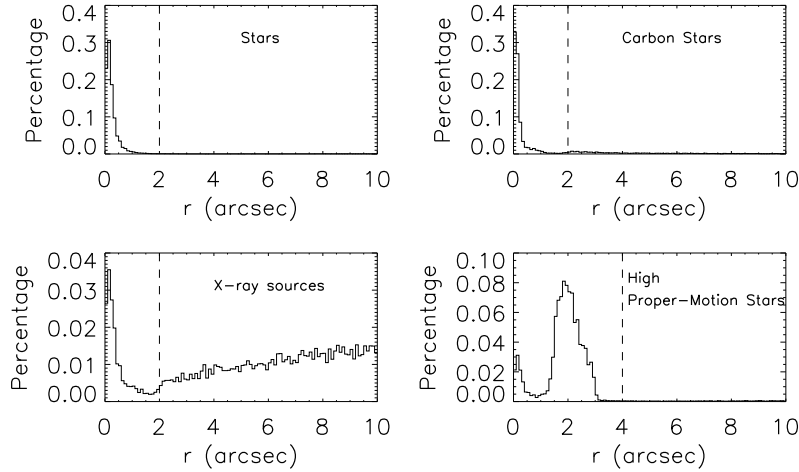 0.4
0.3
0.2
0.1
0.0
Percentage
Stars
0 2 4 6 8 10
r (arcsec)
0.4
0.3
0.2
0.1
0.0
Percentage
Carbon Stars
0 2 4 6 8 10
r (arcsec)
0.04
0.03
0.02
0.01
0.00
Percentage
X-ray sources
0 2 4 6 8 10
r (arcsec)
0.10
0.08
0.06
0.04
0.02
0.00
Percentage
High
Proper-Motion Stars
0 2 4 6 8 10
r (arcsec)